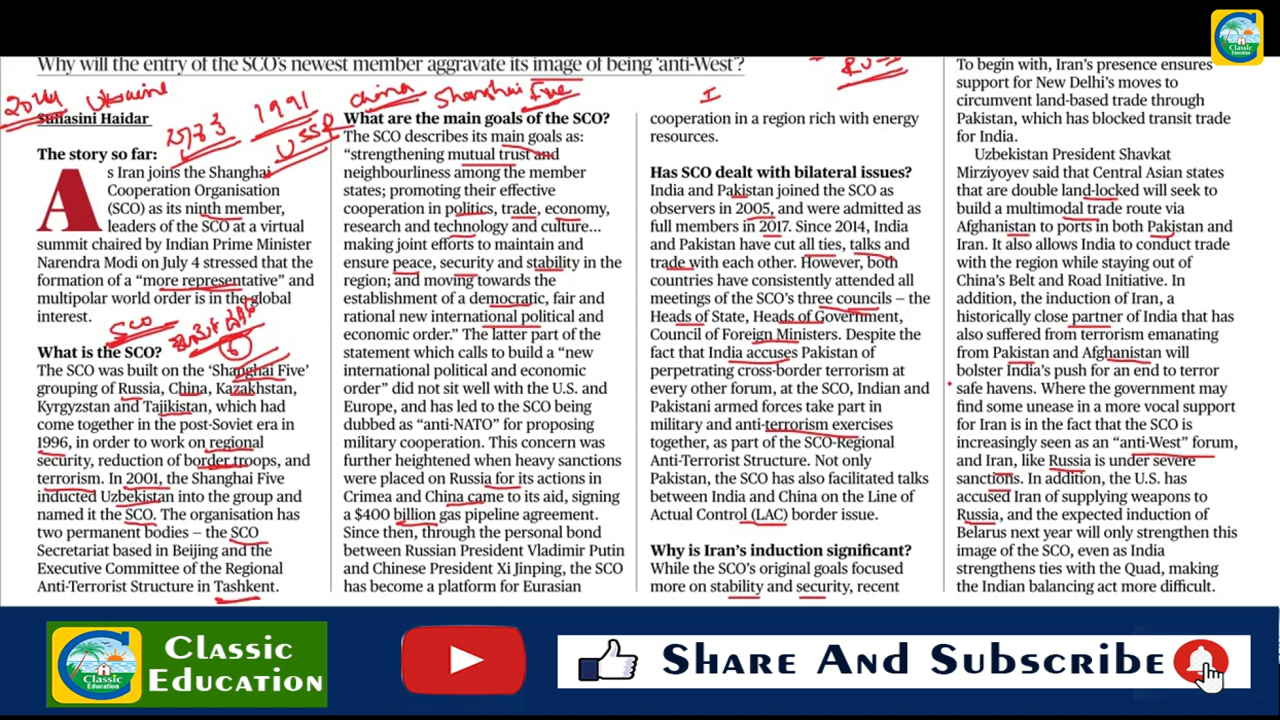 Classic
Education
Why will the entry of the SCO's newest member aggravate its image of being 'anti-West'?
2014 Ukraine
1991
USSR
China Shanghai Five
I
Suhasini Haidar
The story so far:
As Iran joins the Shanghai
Cooperation Organisation
(SCO) as its ninth member,
leaders of the SCO at a virtual
summit chaired by Indian Prime Minister
Narendra Modi on July 4 stressed that the
formation of a "more representative" and
multipolar world order is in the global
interest.
SCO
6
What is the SCO?
The SCO was built on the 'Shanghai Five'
grouping of Russia, China, Kazakhstan,
Kyrgyzstan and Tajikistan, which had
come together in the post-Soviet era in
1996, in order to work on regional
security, reduction of border troops, and
terrorism. In 2001, the Shanghai Five
inducted Uzbekistan into the group and
named it the SCO. The organisation has
two permanent bodies – the SCO
Secretariat based in Beijing and the
Executive Committee of the Regional
Anti-Terrorist Structure in Tashkent.
What are the main goals of the SCO?
The SCO describes its main goals as:
"strengthening mutual trust and
neighbourliness among the member
states; promoting their effective
cooperation in politics, trade, economy,
research and technology and culture…
making joint efforts to maintain and
ensure peace, security and stability in the
region; and moving towards the
establishment of a democratic, fair and
rational new international political and
economic order." The latter part of the
statement which calls to build a "new
international political and economic
order" did not sit well with the U.S. and
Europe, and has led to the SCO being
dubbed as "anti-NATO" for proposing
military cooperation. This concern was
further heightened when heavy sanctions
were placed on Russia for its actions in
Crimea and China came to its aid, signing
a $400 billion gas pipeline agreement.
Since then, through the personal bond
between Russian President Vladimir Putin
and Chinese President Xi Jinping, the SCO
has become a platform for Eurasian
cooperation in a region rich with energy
resources.
Has SCO dealt with bilateral issues?
India and Pakistan joined the SCO as
observers in 2005, and were admitted as
full members in 2017. Since 2014, India
and Pakistan have cut all ties, talks and
trade with each other. However, both
countries have consistently attended all
meetings of the SCO's three councils – the
Heads of State, Heads of Government,
Council of Foreign Ministers. Despite the
fact that India accuses Pakistan of
perpetrating cross-border terrorism at
every other forum, at the SCO, Indian and
Pakistani armed forces take part in
military and anti-terrorism exercises
together, as part of the SCO-Regional
Anti-Terrorist Structure. Not only
Pakistan, the SCO has also facilitated talks
between India and China on the Line of
Actual Control (LAC) border issue.
Why is Iran's induction significant?
While the SCO's original goals focused
more on stability and security, recent
To begin with, Iran's presence ensures
support for New Delhi's moves to
circumvent land-based trade through
Pakistan, which has blocked transit trade
for India.
Uzbekistan President Shavkat
Mirziyoyev said that Central Asian states
that are double land-locked will seek to
build a multimodal trade route via
Afghanistan to ports in both Pakistan and
Iran. It also allows India to conduct trade
with the region while staying out of
China's Belt and Road Initiative. In
addition, the induction of Iran, a
historically close partner of India that has
also suffered from terrorism emanating
from Pakistan and Afghanistan will
bolster India's push for an end to terror
safe havens. Where the government may
find some unease in a more vocal support
for Iran is in the fact that the SCO is
increasingly seen as an "anti-West" forum,
and Iran, like Russia is under severe
sanctions. In addition, the U.S. has
accused Iran of supplying weapons to
Russia, and the expected induction of
Belarus next year will only strengthen this
image of the SCO, even as India
strengthens ties with the Quad, making
the Indian balancing act more difficult.
Classic
Education
Classic
Education
Share And Subscribe